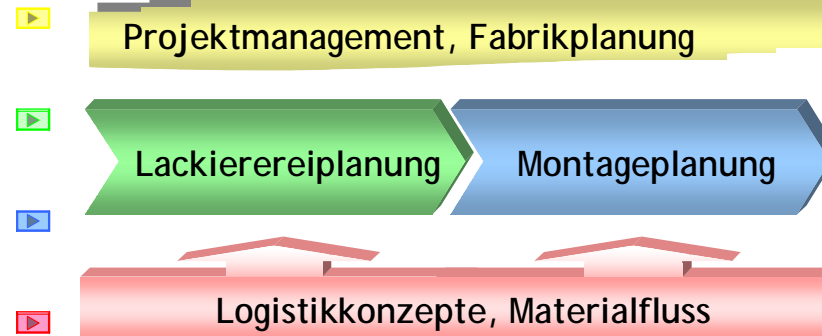 Projektmanagement, Fabrikplanung
Lackierereiplanung
Montageplanung
Logistikkonzepte, Materialfluss